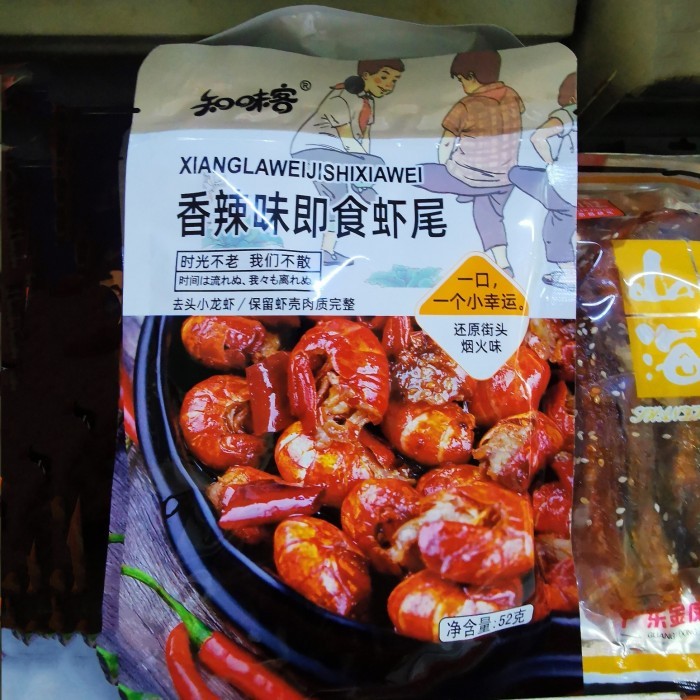 知味客®
XIANGLAWEIJISHIXIAWEI
香辣味即食虾尾
时光不老 我们不散
時间は流れぬ、我々も離れぬ
去头小龙虾/保留虾壳肉质完整
一口,
一个小幸运。
还原街头
烟火味
净含量:52克